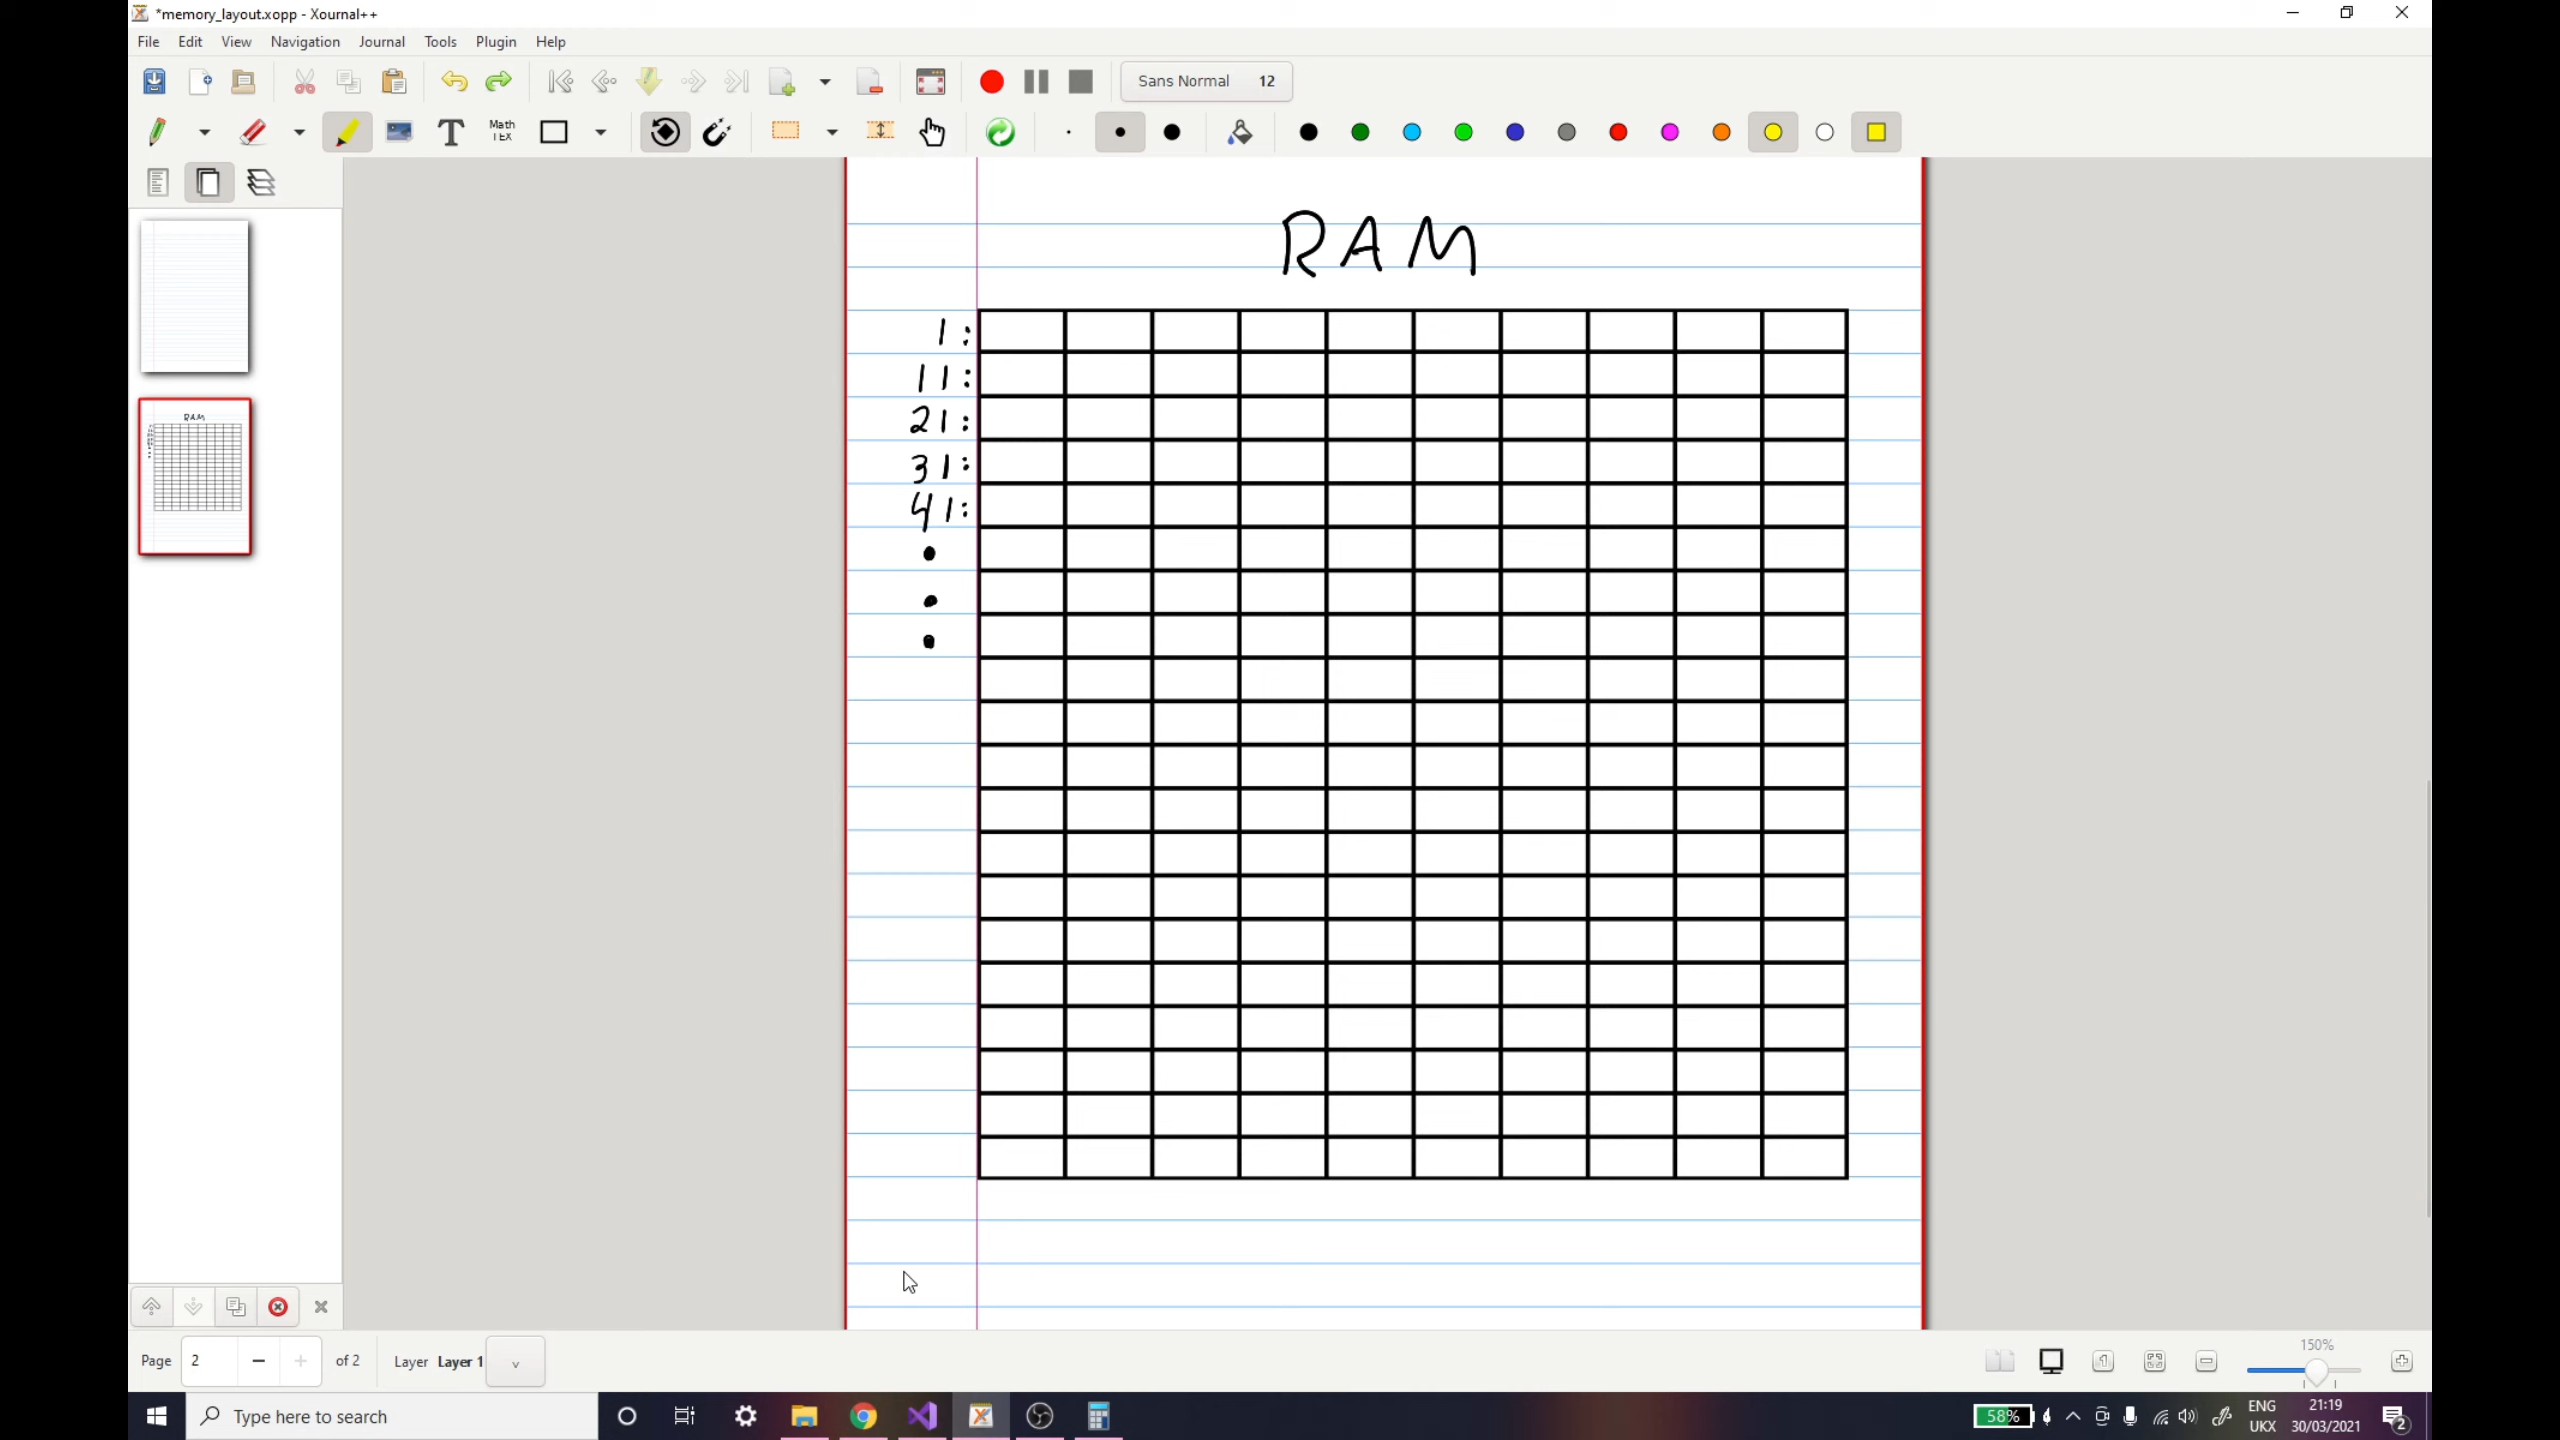 *memory_layout.xopp - Xournal++
File Edit View Navigation Journal Tools Plugin Help
Sans Normal 12
Math TEX
RAM
1:
11:
21:
31:
41:
RAM
Page 2 of 2 Layer Layer 1
150%
Type here to search
58%
ENG
UKX
21:19
30/03/2021
2